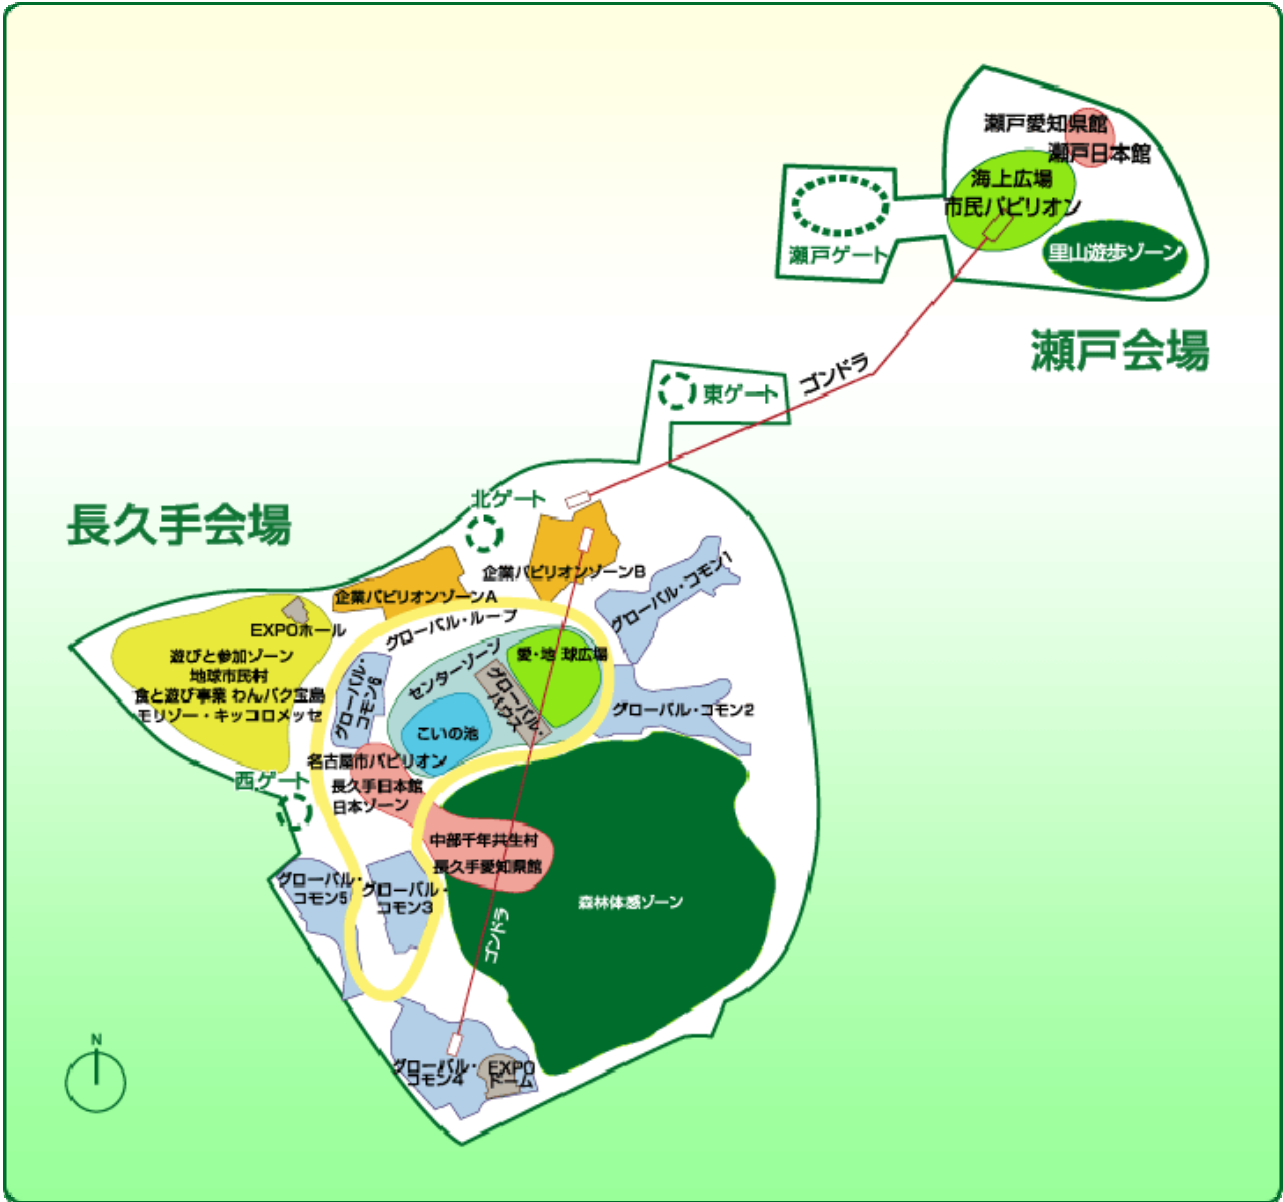 瀬戸愛知県館
瀬戸日本館
海上広場
市民パビリオン
瀬戸ゲート
里山遊歩ゾーン
瀬戸会場
ゴンドラ
東ゲート
長久手会場
北ゲート
企業パビリオンゾーンB
企業パビリオンゾーンA
グローバル・コモン1
グローバル・ループ
EXPOホール
遊びと参加ゾーン
地球市民村
食と遊び事業 わんパク宝島
モリゾー・キッコロメッセ
センターゾーン
愛・地球広場
グローバル・
ハウス
グローバル・
コモン6
グローバル・コモン2
こいの池
名古屋市パビリオン
長久手日本館
日本ゾーン
西ゲート
中部千年共生村
長久手愛知県館
グローバル・
コモン5
グローバル・
コモン3
森林体感ゾーン
ゴンドラ
N
グローバル・
コモン4
EXPO
ドーム